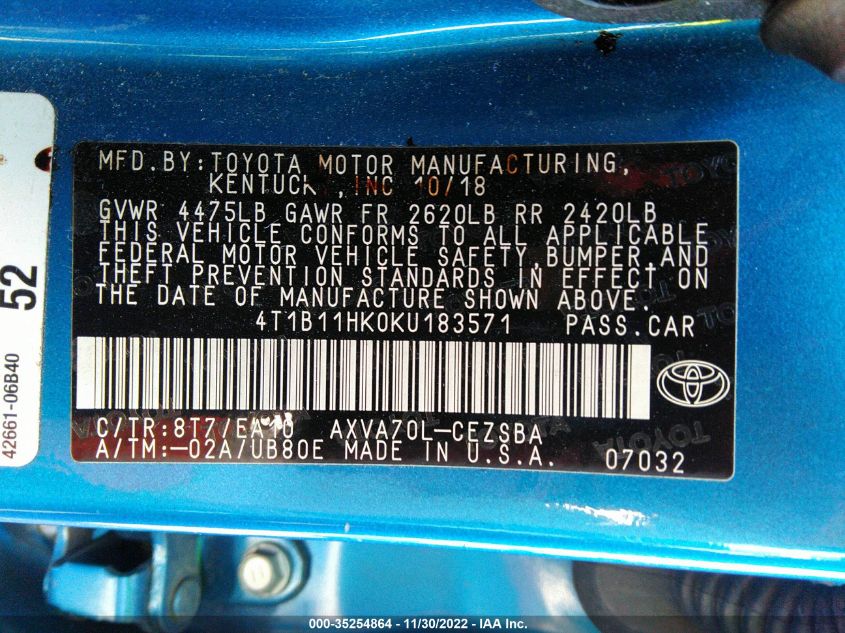 MFD.BY:TOYOTA MOTOR MANUFACTURING,
KENTUCK , INC 10/18
GVWR 4475LB GAWR FR 2620LB RR 2420LB
THIS VEHICLE CONFORMS TO ALL APPLICABLE
FEDERAL MOTOR VEHICLE SAFETY,BUMPER,AND
THEFT PREVENTION STANDARDS IN EFFECT ON
THE DATE OF MANUFACTURE SHOWN ABOVE.
4T1B11HK0KU183571 PASS.CAR
C/TR:8T7/EA10 AXVA70L-CEZSBA
A/TM:-02A/UB80E MADE IN U.S.A. 07032
52
42661-06B40
000-35254864 - 11/30/2022 - IAA Inc.